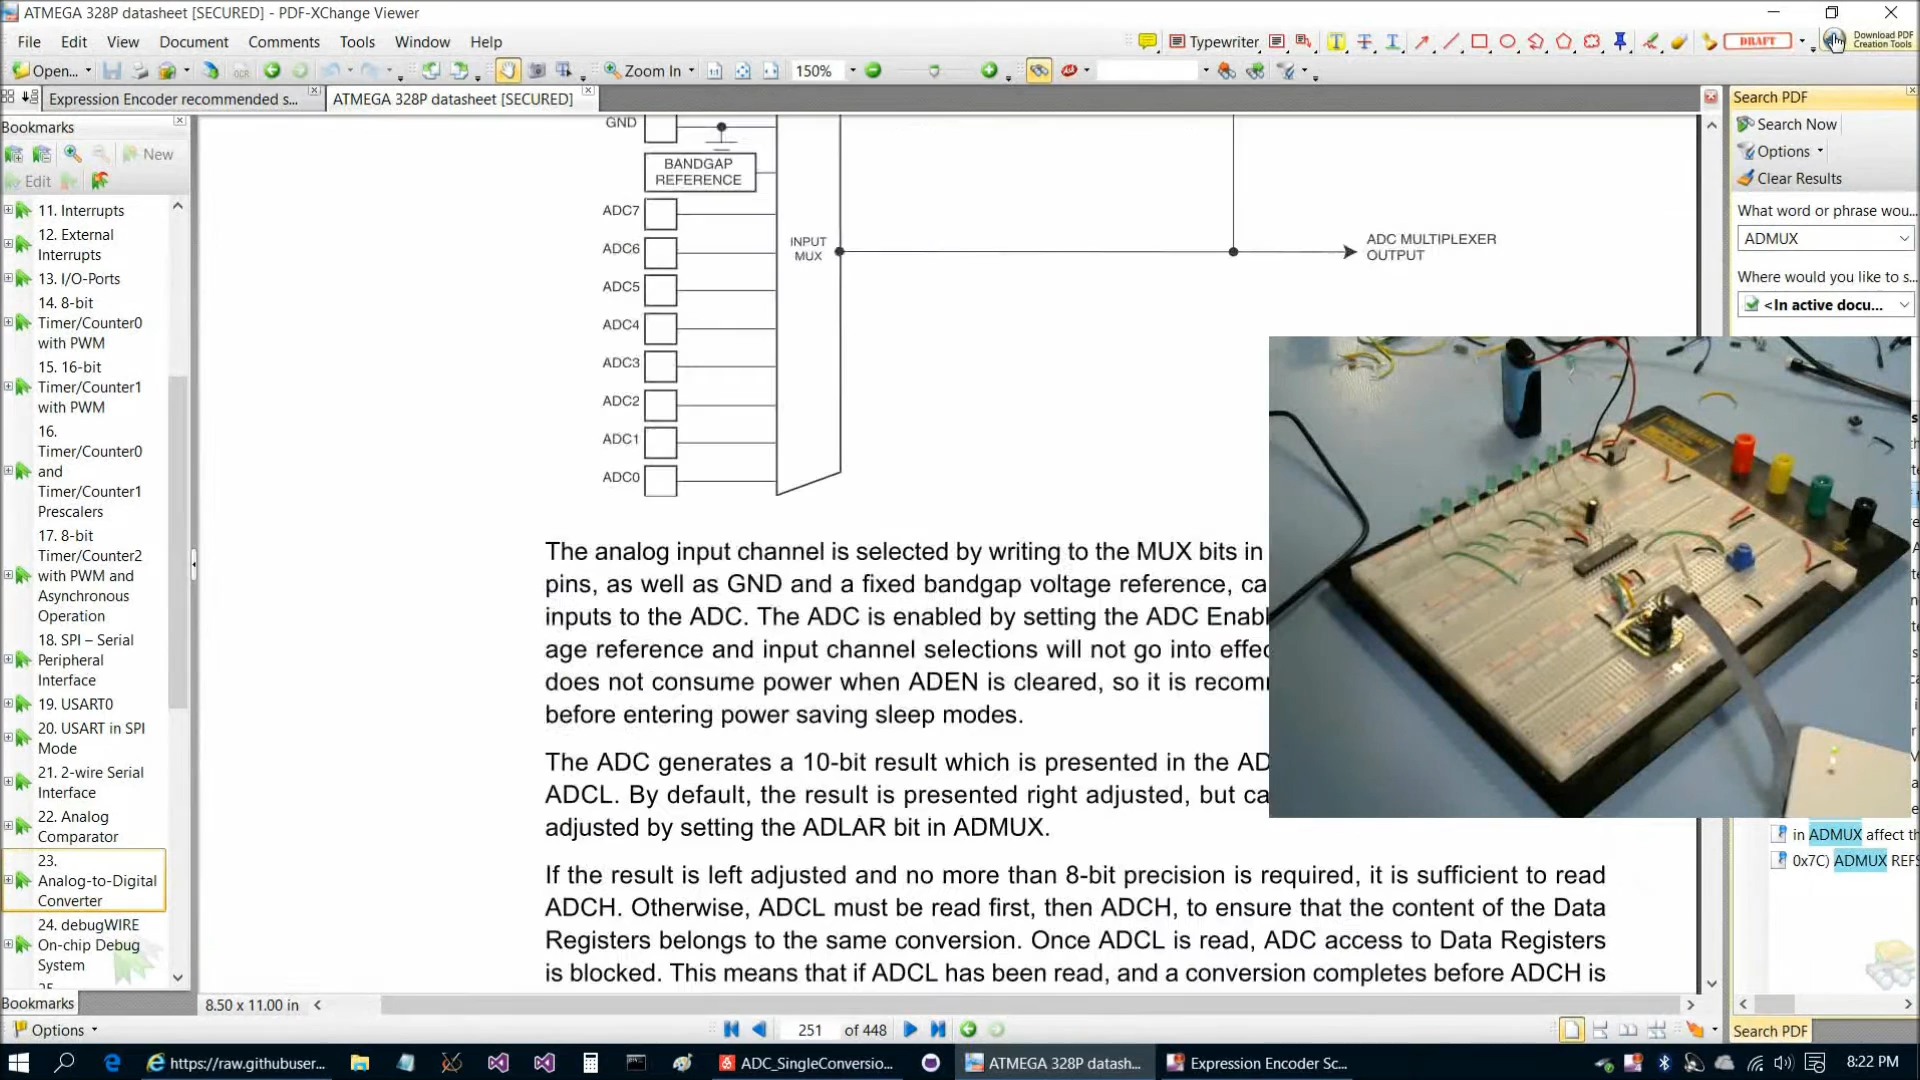 ATMEGA 328P datasheet [SECURED] - PDF-XChange Viewer
File Edit View Document Comments Tools Window Help
Typewriter
DRAFT
Download PDF
Creation Tools
Open...
OCR
Zoom In
150%
Expression Encoder recommended s...
ATMEGA 328P datasheet [SECURED]
Bookmarks
New
Edit
11. Interrupts
12. External
Interrupts
13. I/O-Ports
14. 8-bit
Timer/Counter0
with PWM
15. 16-bit
Timer/Counter1
with PWM
16.
Timer/Counter0
and
Timer/Counter1
Prescalers
17. 8-bit
Timer/Counter2
with PWM and
Asynchronous
Operation
18. SPI – Serial
Peripheral
Interface
19. USART0
20. USART in SPI
Mode
21. 2-wire Serial
Interface
22. Analog
Comparator
23.
Analog-to-Digital
Converter
24. debugWIRE
On-chip Debug
System
Bookmarks
Options
GND
BANDGAP
REFERENCE
ADC7
ADC6
ADC5
ADC4
ADC3
ADC2
ADC1
ADC0
INPUT
MUX
ADC MULTIPLEXER
OUTPUT
The analog input channel is selected by writing to the MUX bits in
pins, as well as GND and a fixed bandgap voltage reference, ca
inputs to the ADC. The ADC is enabled by setting the ADC Enabl
age reference and input channel selections will not go into effec
does not consume power when ADEN is cleared, so it is recom
before entering power saving sleep modes.
The ADC generates a 10-bit result which is presented in the AD
ADCL. By default, the result is presented right adjusted, but ca
adjusted by setting the ADLAR bit in ADMUX.
If the result is left adjusted and no more than 8-bit precision is required, it is sufficient to read
ADCH. Otherwise, ADCL must be read first, then ADCH, to ensure that the content of the Data
Registers belongs to the same conversion. Once ADCL is read, ADC access to Data Registers
is blocked. This means that if ADCL has been read, and a conversion completes before ADCH is
8.50 x 11.00 in
251 of 448
Search PDF
Search Now
Options
Clear Results
What word or phrase wou...
ADMUX
Where would you like to s...
<In active docu...
in ADMUX affect th
0x7C) ADMUX REFS
Search PDF
https://raw.githubuser...
ADC_SingleConversio...
ATMEGA 328P datash...
Expression Encoder Sc...
8:22 PM